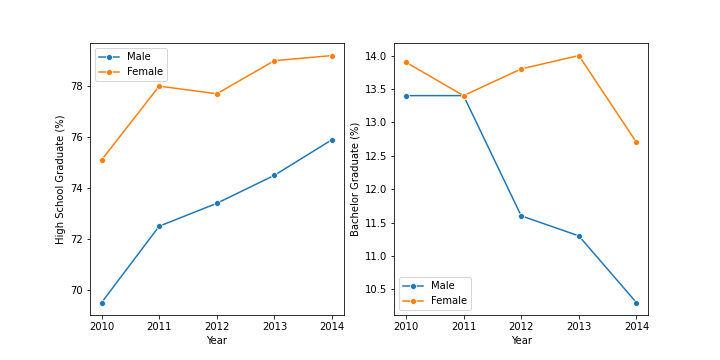 Male
Female
78
76
74
72
70
High School Graduate (%)
2010 2011 2012 2013 2014
Year
14.0
13.5
13.0
12.5
12.0
11.5
11.0
10.5
Bachelor Graduate (%)
Male
Female
2010 2011 2012 2013 2014
Year